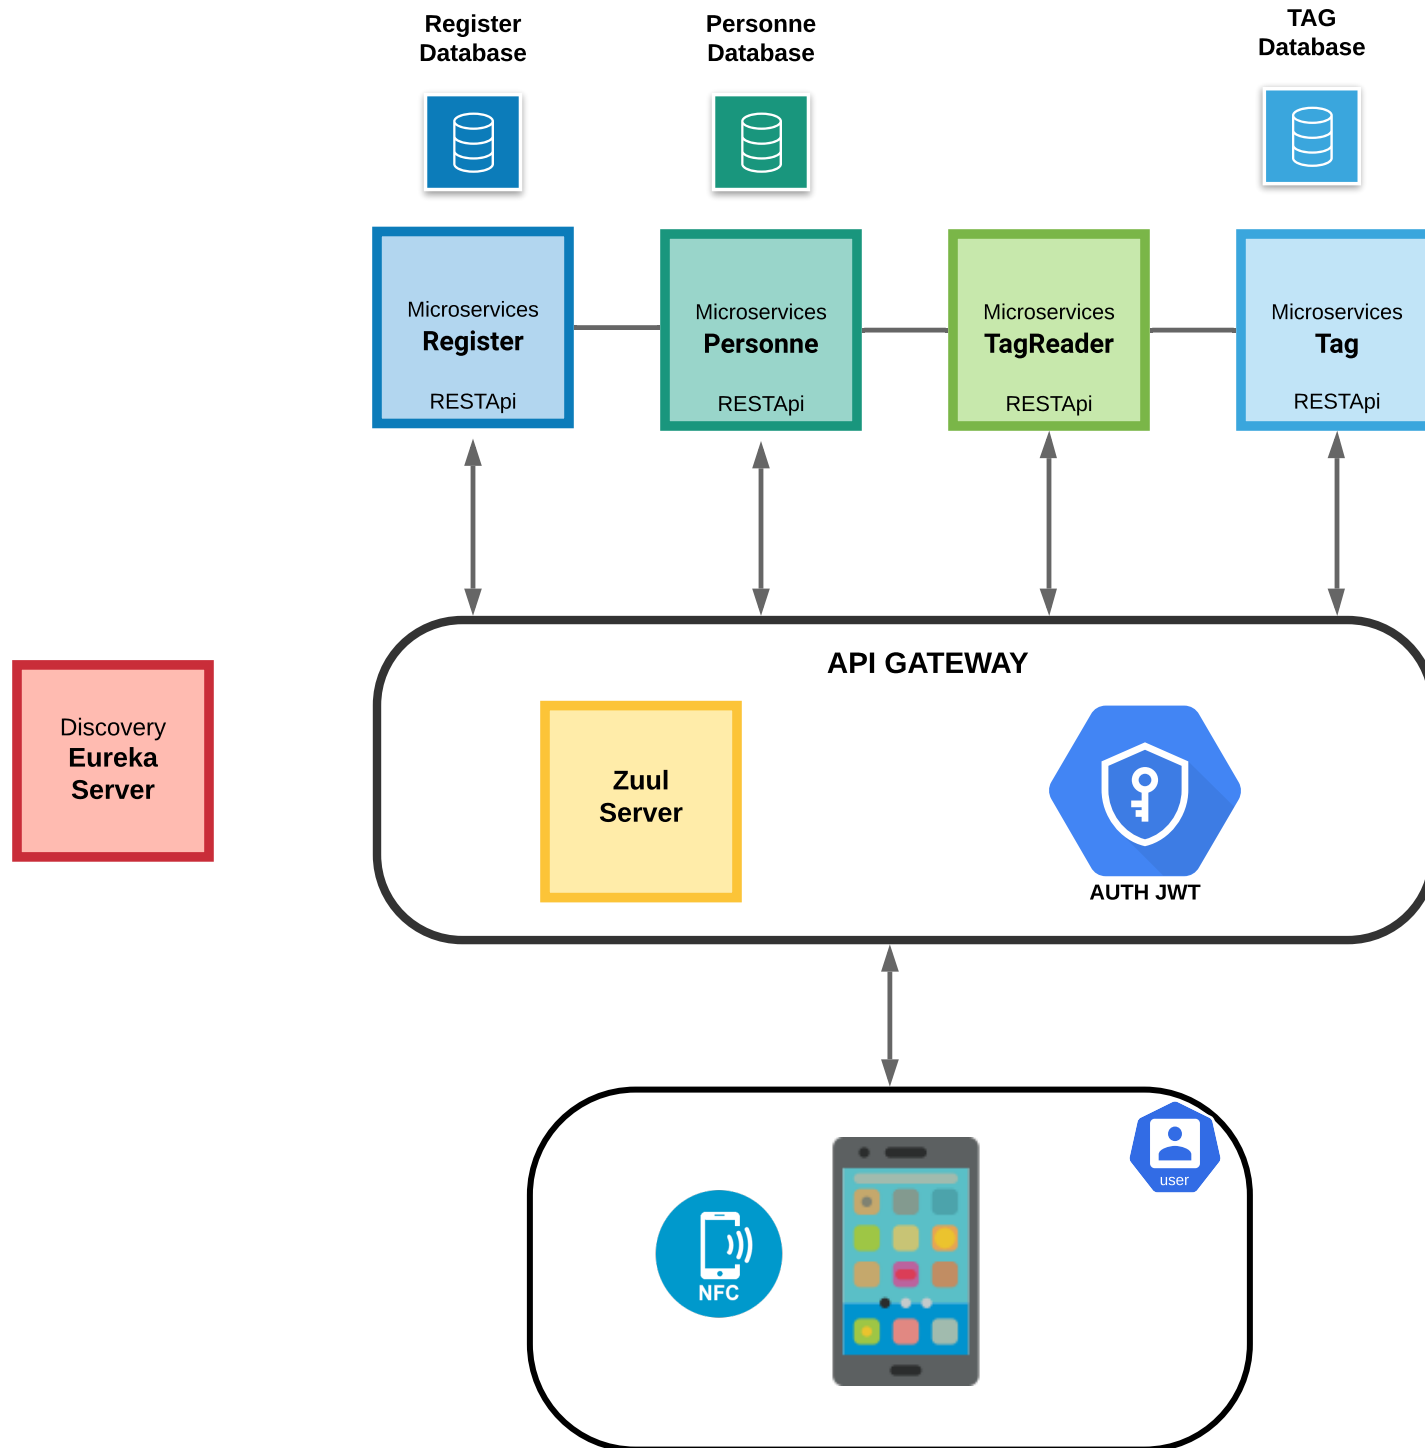 Register
Database
Personne
Database
TAG
Database
Microservices
Register
RESTApi
Microservices
Personne
RESTApi
Microservices
TagReader
RESTApi
Microservices
Tag
RESTApi
API GATEWAY
Discovery
Eureka
Server
Zuul
Server
AUTH JWT
user
NFC